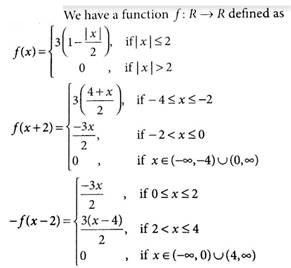 We have a function f: R → R defined as
f(x) = { 3(1 - |x|/2), if |x| ≤ 2
0 , if |x| > 2
f(x+2) = { 3((4+x)/2), if -4 ≤ x ≤ -2
-3x/2, if -2 < x ≤ 0
0 , if x ∈ (-∞, -4) ∪ (0, ∞)
-f(x-2) = { -3x/2 , if 0 ≤ x ≤ 2
3(x-4)/2, if 2 < x ≤ 4
0 , if x ∈ (-∞, 0) ∪ (4, ∞)